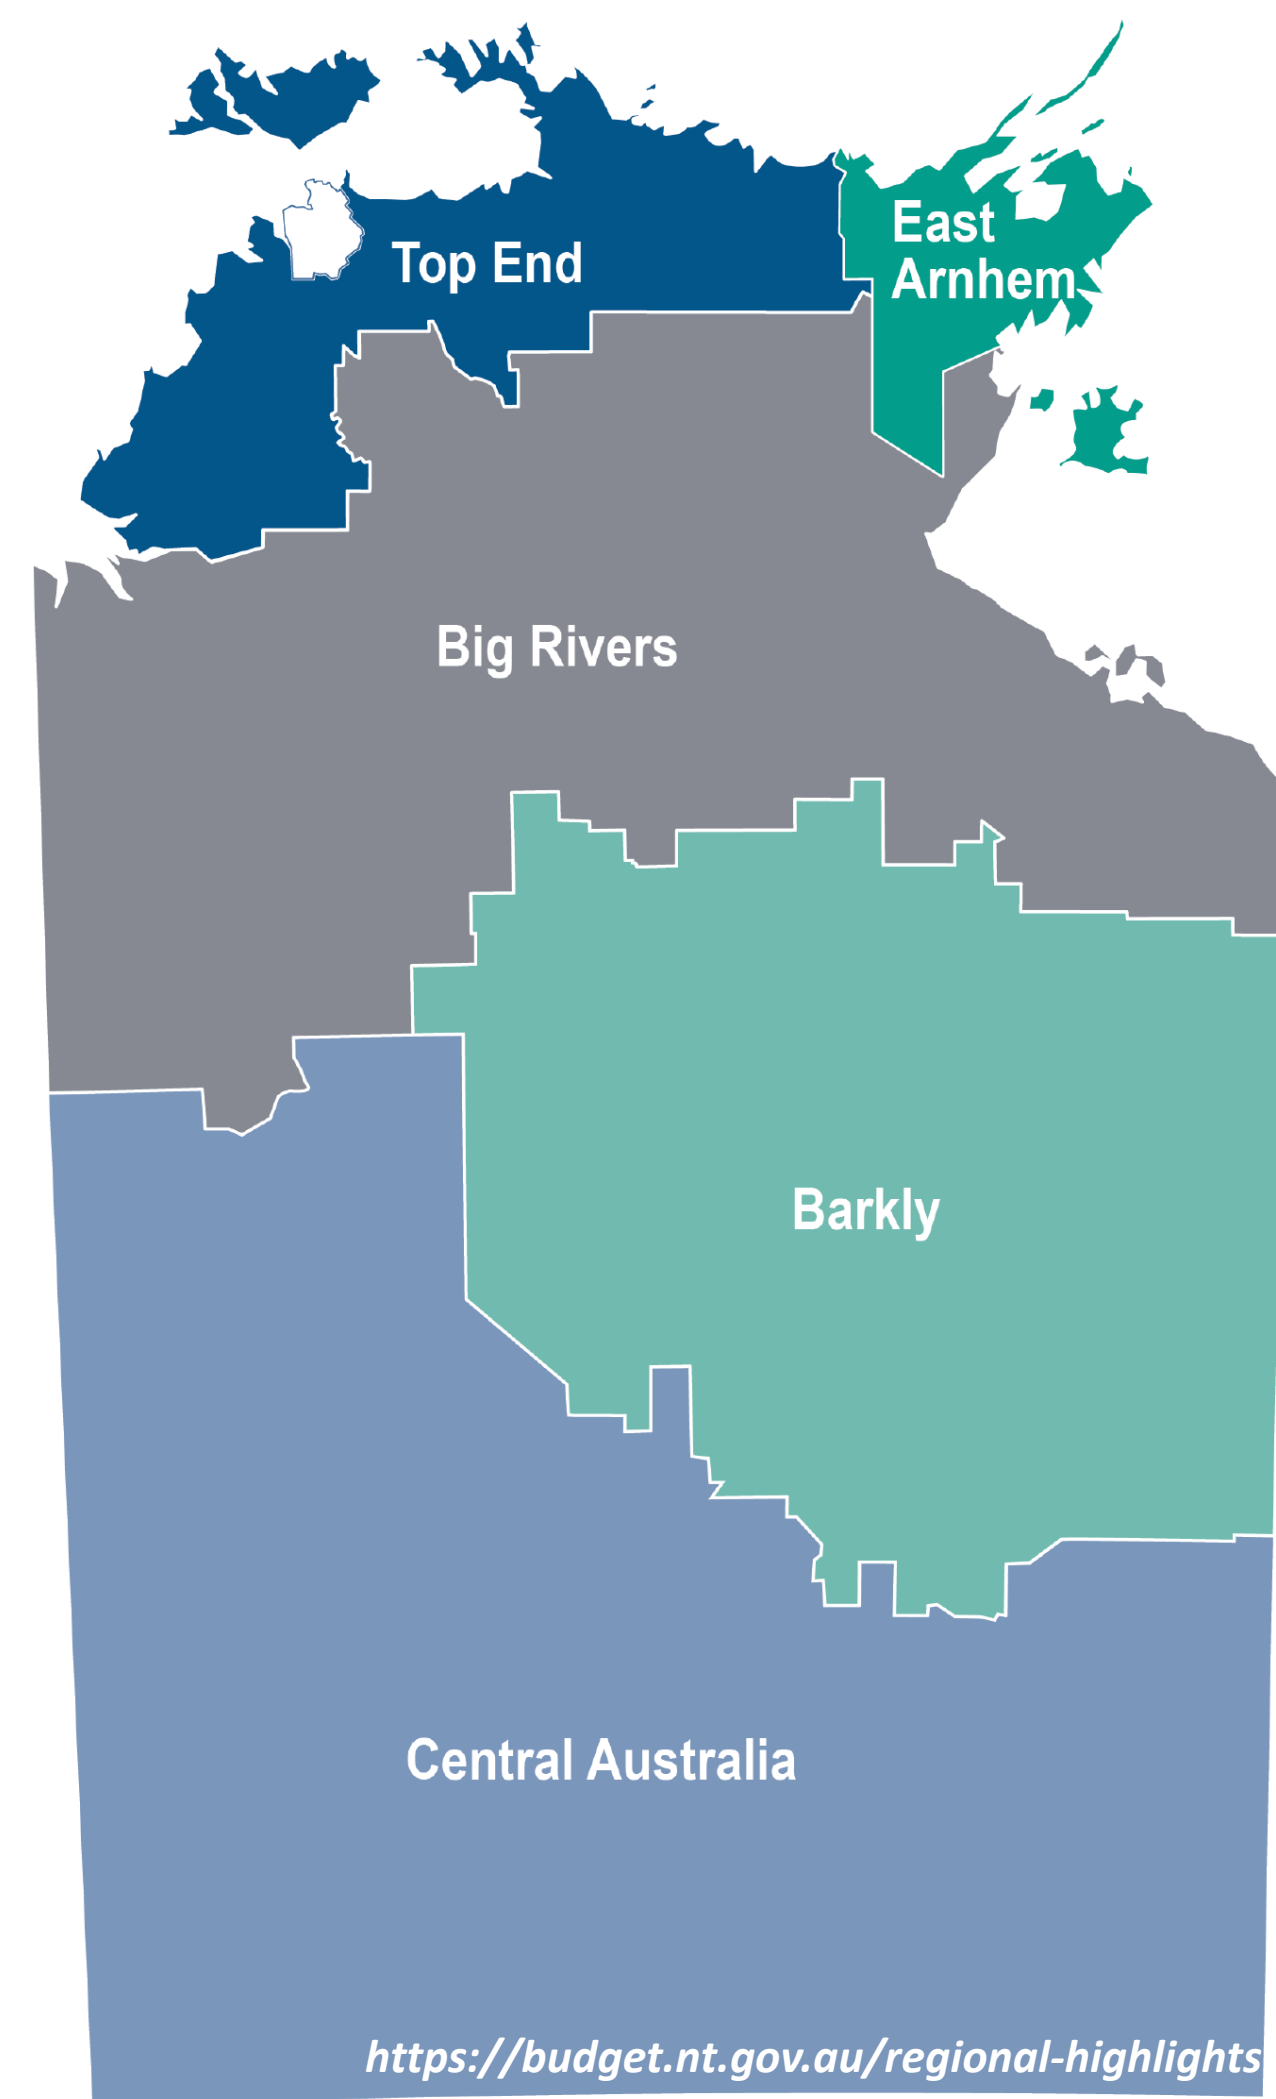 East
Arnhem
Top End
Big Rivers
Barkly
Central Australia
https://budget.nt.gov.au/regional-highlights